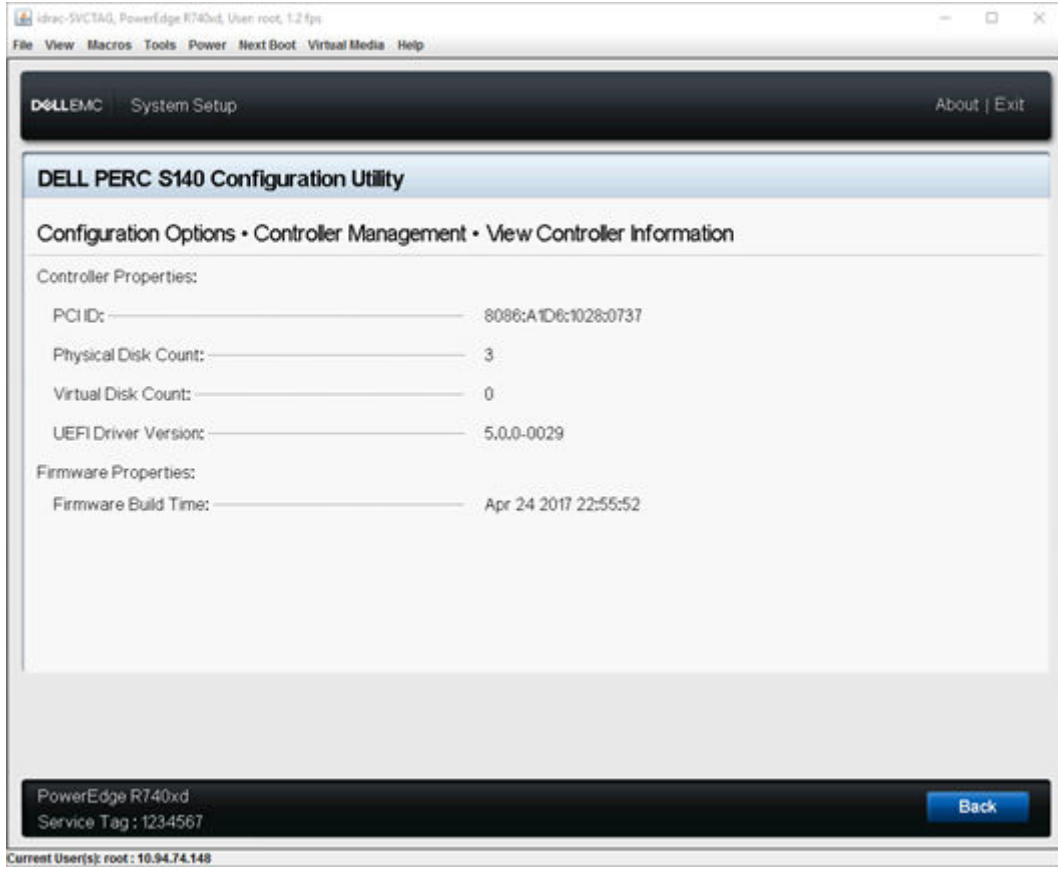 idrac-SVCTAG, PowerEdge R740xd, User: root, 1.2 fps
File View Macros Tools Power Next Boot Virtual Media Help
DELLEMC System Setup About | Exit
DELL PERC S140 Configuration Utility
Configuration Options • Controller Management • View Controller Information
Controller Properties:
PCI ID: 8086:A1D6:1028:0737
Physical Disk Count: 3
Virtual Disk Count: 0
UEFI Driver Version: 5.0.0-0029
Firmware Properties:
Firmware Build Time: Apr 24 2017 22:55:52
PowerEdge R740xd
Service Tag : 1234567
Back
Current User(s): root : 10.94.74.148